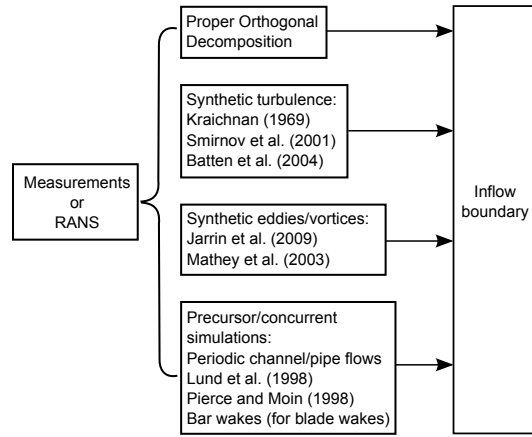 Measurements
or
RANS
Proper Orthogonal
Decomposition
Synthetic turbulence:
Kraichnan (1969)
Smirnov et al. (2001)
Batten et al. (2004)
Synthetic eddies/vortices:
Jarrin et al. (2009)
Mathey et al. (2003)
Precursor/concurrent
simulations:
Periodic channel/pipe flows
Lund et al. (1998)
Pierce and Moin (1998)
Bar wakes (for blade wakes)
Inflow
boundary